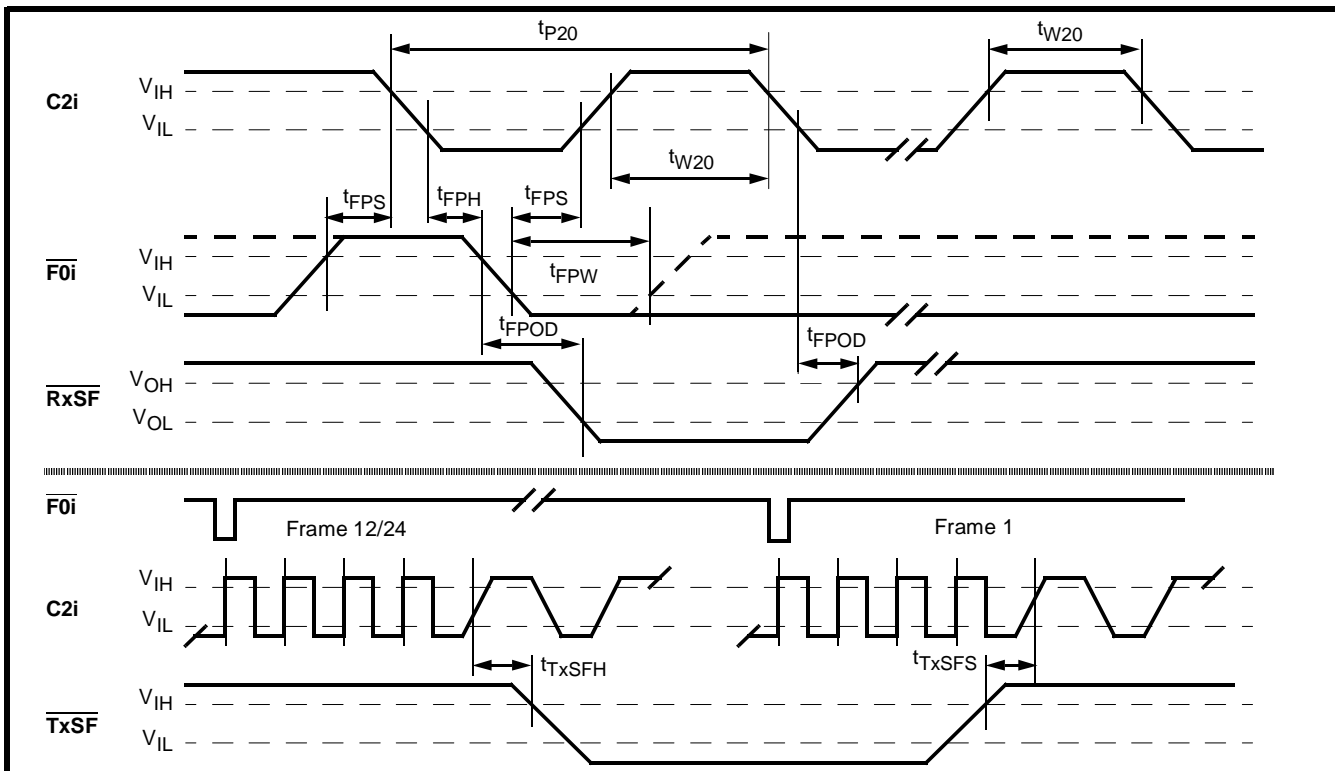 tP20
tW20
C2i
VIH
VIL
tW20
tFPS
tFPH
tFPS
F0i
VIH
VIL
tFPW
tFPOD
tFPOD
RxSF
VOH
VOL
F0i
Frame 12/24
Frame 1
C2i
VIH
VIL
tTxSFH
tTxSFS
TxSF
VIH
VIL